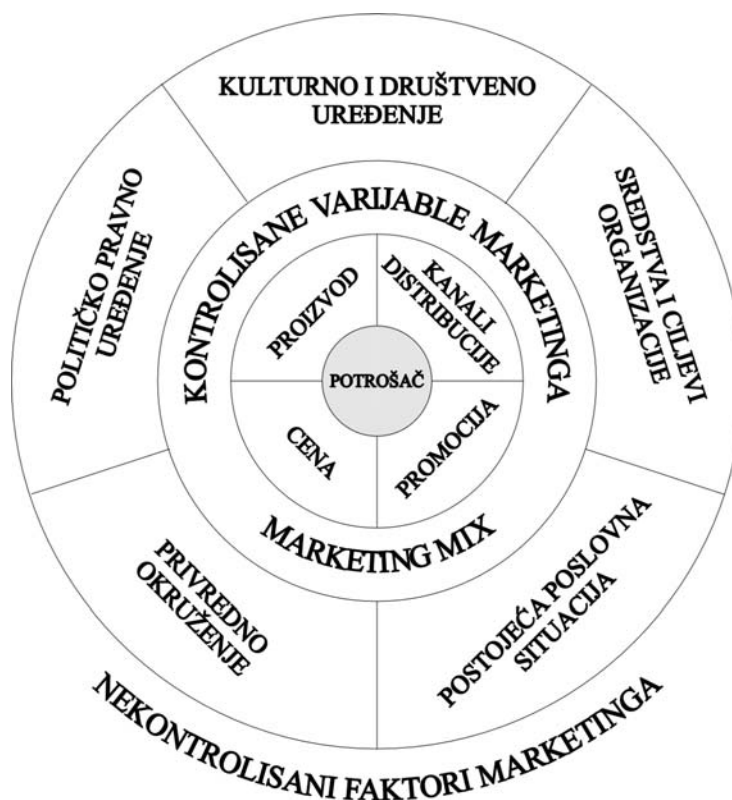 KULTURNO I DRUŠTVENO
UREĐENJE
POLITIČKO PRAVNO
UREĐENJE
SREDSTVA I CILJEVI
ORGANIZACIJE
KONTROLISANE VARIJABLE MARKETINGA
PROIZVOD
KANALI
DISTRIBUCIJE
POTROŠAČ
CENA
PROMOCIJA
MARKETING MIX
PRIVREDNO
OKRUŽENJE
POSTOJEĆA POSLOVNA
SITUACIJA
NEKONTROLISANI FAKTORI MARKETINGA